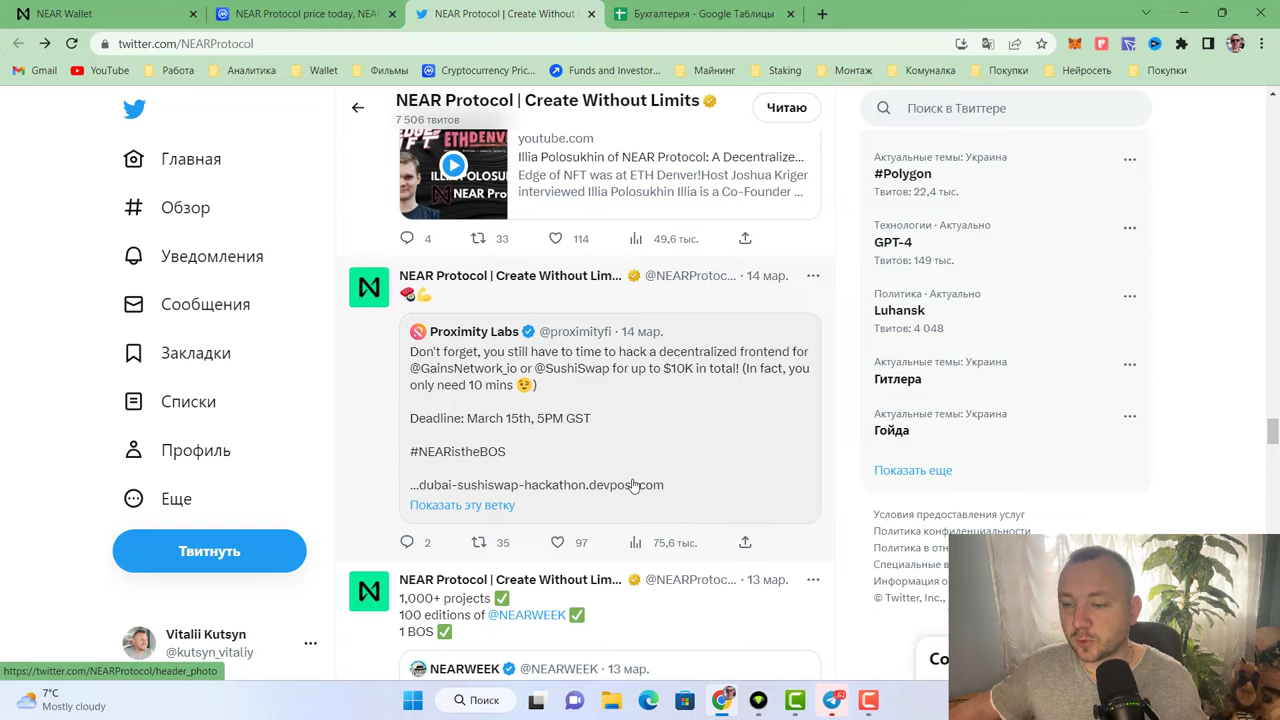 NEAR Wallet
NEAR Protocol price today, NEAR
NEAR Protocol | Create Without
Бухгалтерия - Google Таблицы
twitter.com/NEARProtocol
Gmail
YouTube
Работа
Аналитика
Wallet
Фильмы
Cryptocurrency Pric...
Funds and Investor...
Майнинг
Staking
Монтаж
Комуналка
Покупки
Нейросеть
Покупки
Главная
Обзор
Уведомления
Сообщения
Закладки
Списки
Профиль
Еще
Твитнуть
Vitalii Kutsyn
@kutsyn_vitaliy
NEAR Protocol | Create Without Limits
7 506 твитов
Читаю
youtube.com
Illia Polosukhin of NEAR Protocol: A Decentralize...
Edge of NFT was at ETH Denver!Host Joshua Kriger
interviewed Illia Polosukhin Illia is a Co-Founder ...
4
33
114
49,6 тыс.
NEAR Protocol | Create Without Lim... @NEARProtoc... · 14 мар.
Proximity Labs @proximityfi · 14 мар.
Don't forget, you still have to time to hack a decentralized frontend for
@GainsNetwork_io or @SushiSwap for up to $10K in total! (In fact, you
only need 10 mins 😉)
Deadline: March 15th, 5PM GST
#NEARistheBOS
...dubai-sushiswap-hackathon.devpost.com
Показать эту ветку
2
35
97
75,6 тыс.
NEAR Protocol | Create Without Lim... @NEARProtoc... · 13 мар.
1,000+ projects ✅
100 editions of @NEARWEEK ✅
1 BOS ✅
NEARWEEK @NEARWEEK · 13 мар.
Поиск в Твиттере
Актуальные темы: Украина
#Polygon
Твитов: 22,4 тыс.
Технологии · Актуально
GPT-4
Твитов: 149 тыс.
Политика · Актуально
Luhansk
Твитов: 4 048
Актуальные темы: Украина
Гитлера
Актуальные темы: Украина
Гойда
Показать еще
Условия предоставления услуг
Политика конфиденциальности
Политика в отн
Специальные в
Информация о
© Twitter, Inc.,
Со
https://twitter.com/NEARProtocol/header_photo
7°C
Mostly cloudy
Поиск